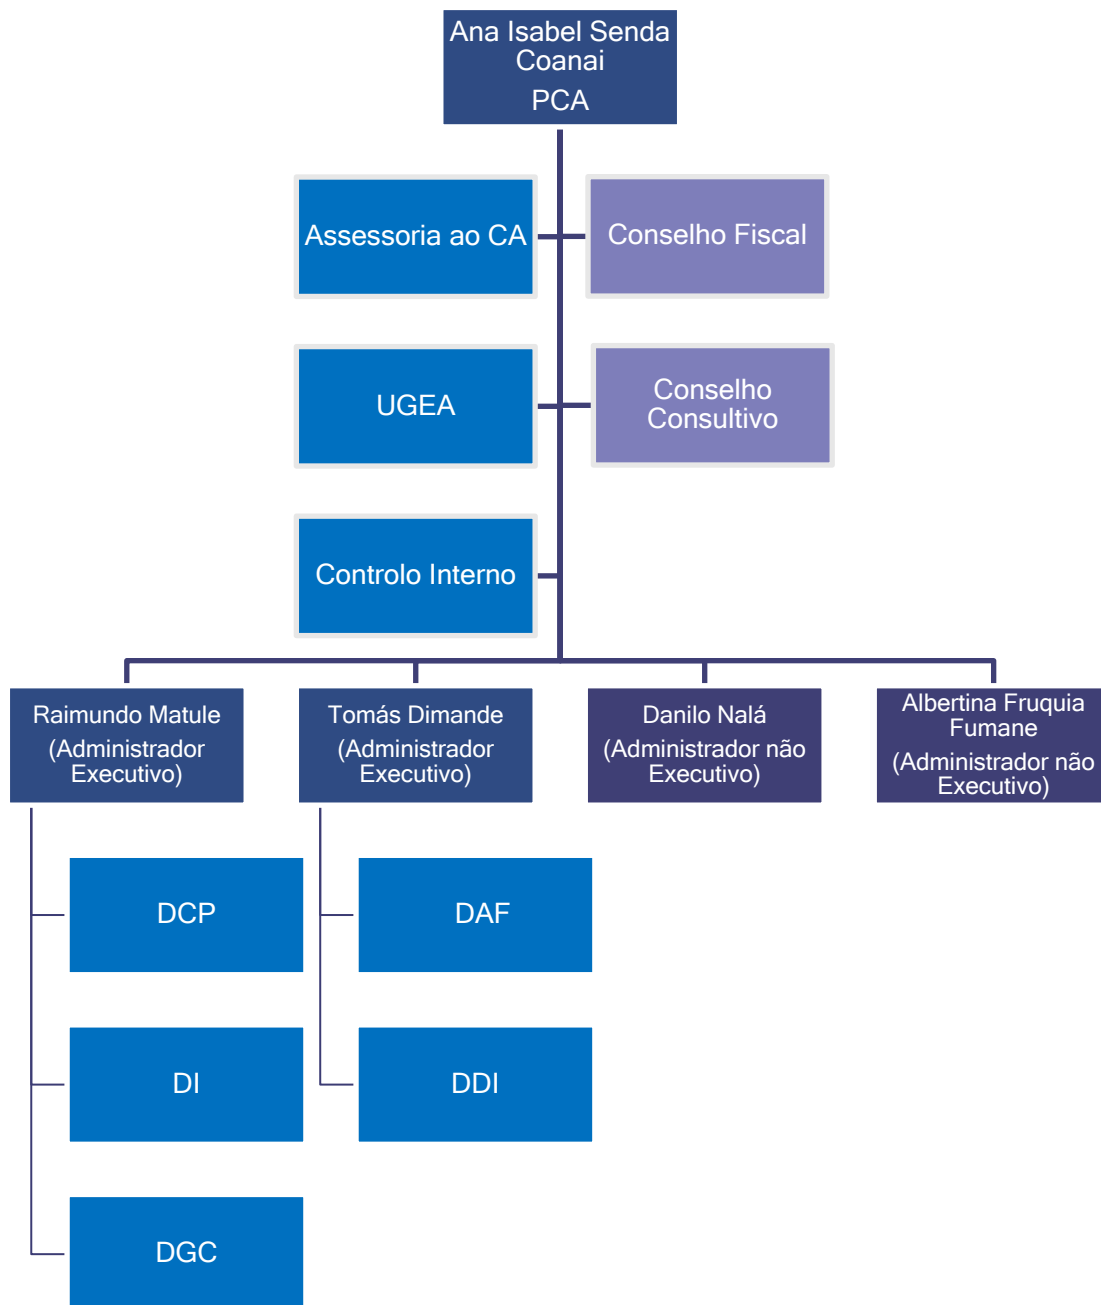 Ana Isabel Senda
Coanai
PCA
Assessoria ao CA
Conselho Fiscal
UGEA
Conselho
Consultivo
Controlo Interno
Raimundo Matule
(Administrador
Executivo)
Tomás Dimande
(Administrador
Executivo)
Danilo Nalá
(Administrador não
Executivo)
Albertina Fruquia
Fumane
(Administrador não
Executivo)
DCP
DAF
DI
DDI
DGC